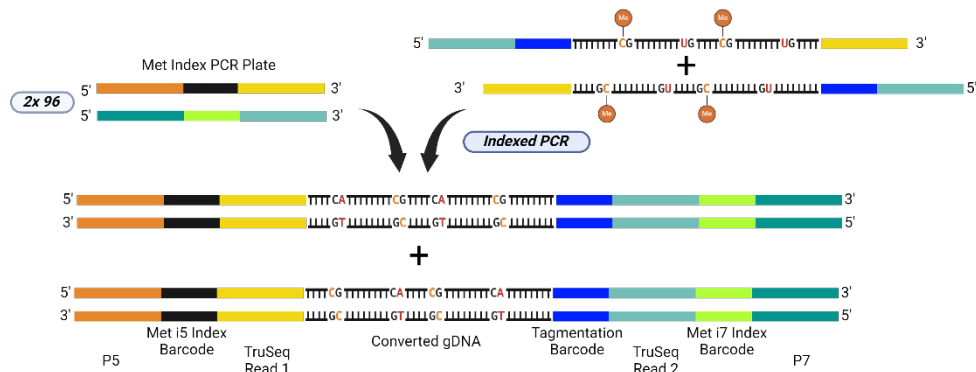 Me Me
5' CG UG CG UG 3'
+
Met Index PCR Plate
5' 3'
2x 96
5' 3'
3' GC GU GC GU 5'
Me Me
Indexed PCR
5' CA CG CA CG 3'
3' GT GC GT GC 5'
+
5' CG CA CG CA 3'
3' GC GT GC GT 5'
Met i5 Index
Barcode
P5
TruSeq
Read 1
Converted gDNA
Tagmentation
Barcode
TruSeq
Read 2
Met i7 Index
Barcode
P7